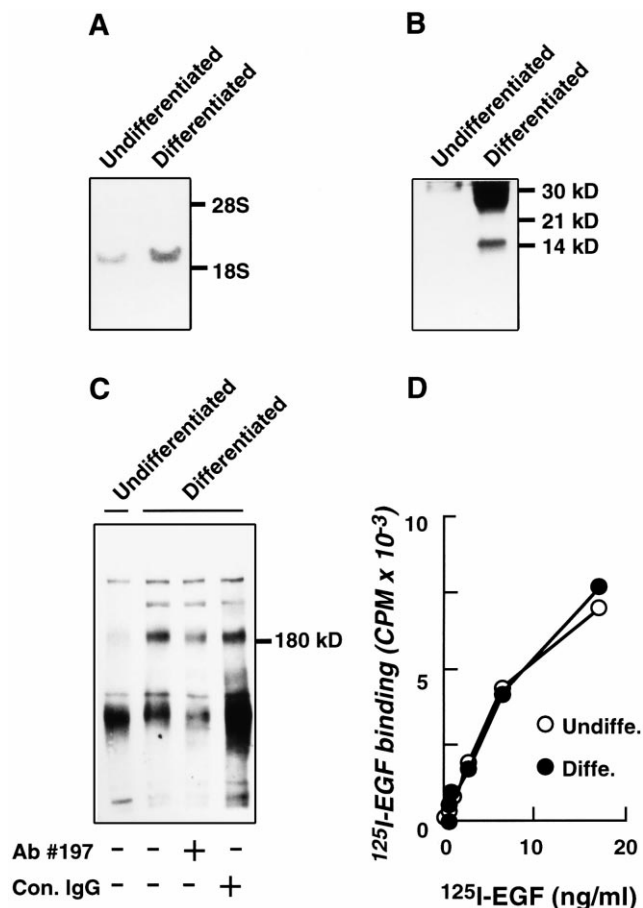 A
Undifferentiated
Differentiated
28S
18S
B
Undifferentiated
Differentiated
30 kD
21 kD
14 kD
C
Undifferentiated
Differentiated
180 kD
Ab #197 - - + -
Con. IgG - - - +
D
125I-EGF binding (CPM x 10-3)
10
5
0
Undiffe.
Diffe.
0 10 20
125I-EGF (ng/ml)